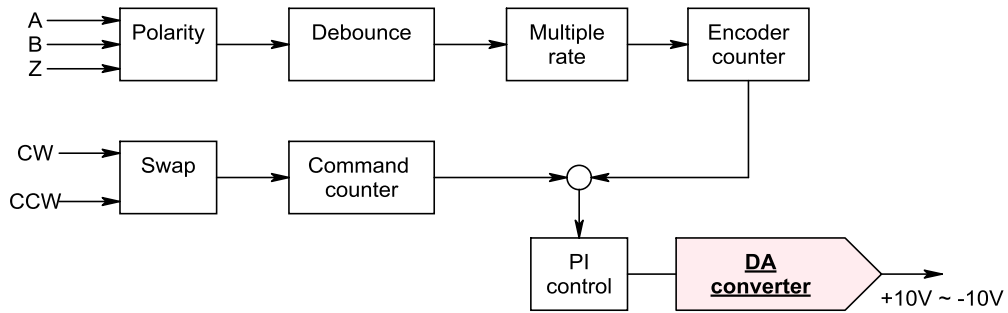 A
B
Z
Polarity
Debounce
Multiple
rate
Encoder
counter
CW
CCW
Swap
Command
counter
PI
control
DA
converter
+10V ~ -10V